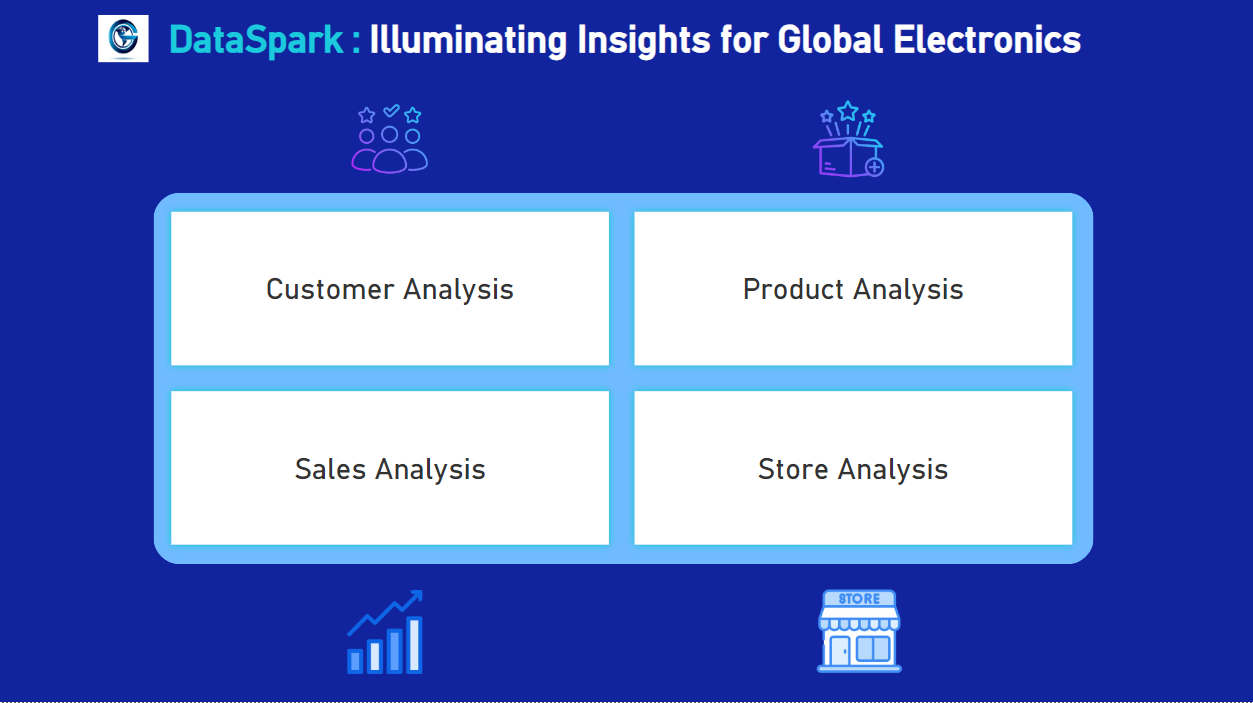 DataSpark : Illuminating Insights for Global Electronics
Customer Analysis
Product Analysis
Sales Analysis
Store Analysis
STORE